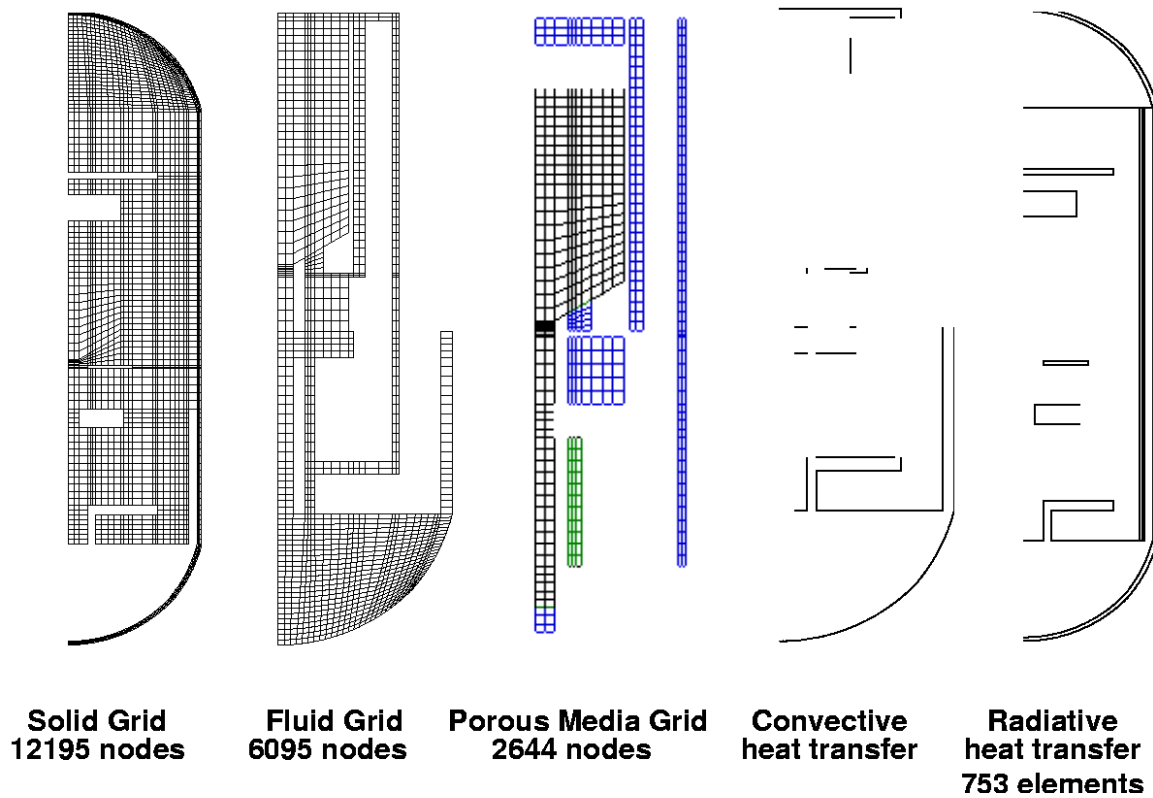 Solid Grid
12195 nodes
Fluid Grid
6095 nodes
Porous Media Grid
2644 nodes
Convective
heat transfer
Radiative
heat transfer
753 elements